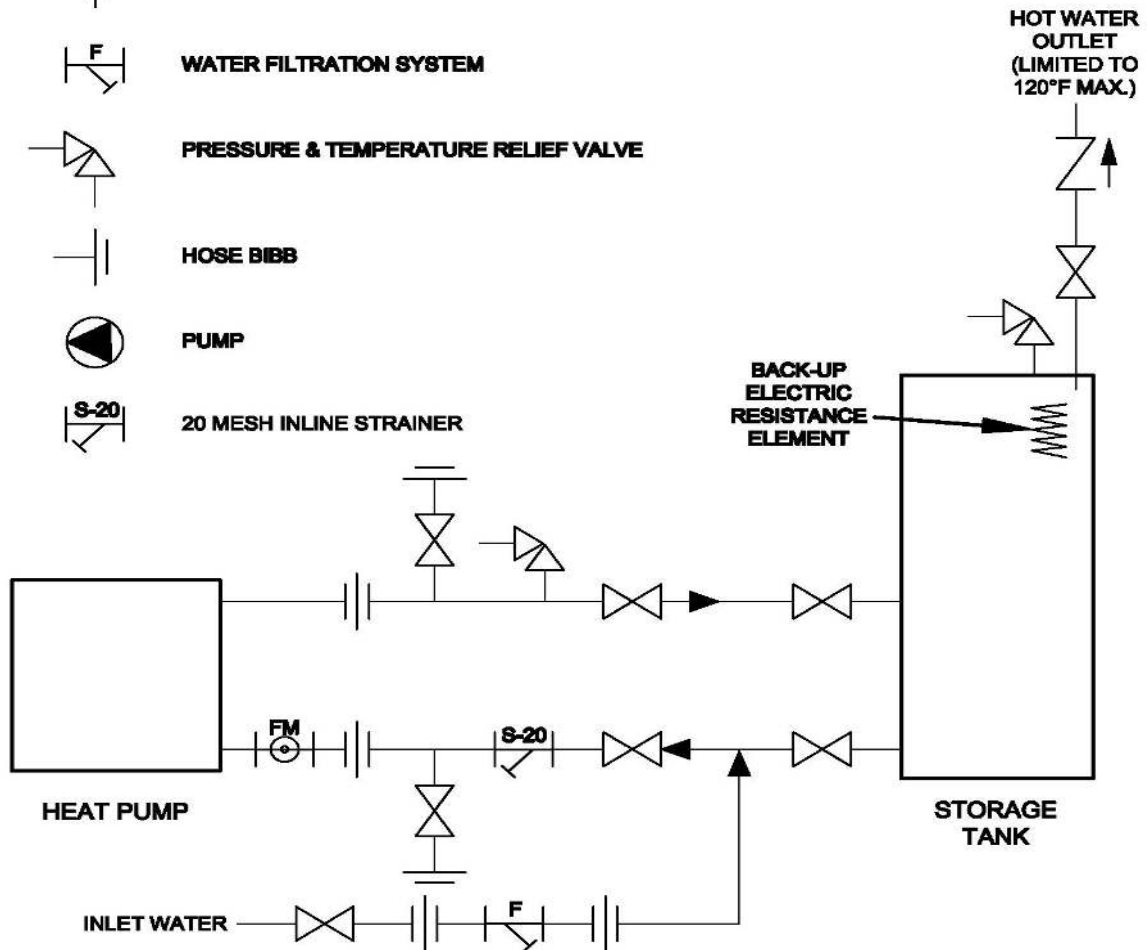 HOT WATER
OUTLET
(LIMITED TO
120°F MAX.)
F
WATER FILTRATION SYSTEM
PRESSURE & TEMPERATURE RELIEF VALVE
HOSE BIBB
PUMP
S-20
20 MESH INLINE STRAINER
BACK-UP
ELECTRIC
RESISTANCE
ELEMENT
FM
S-20
HEAT PUMP
STORAGE
TANK
INLET WATER
F